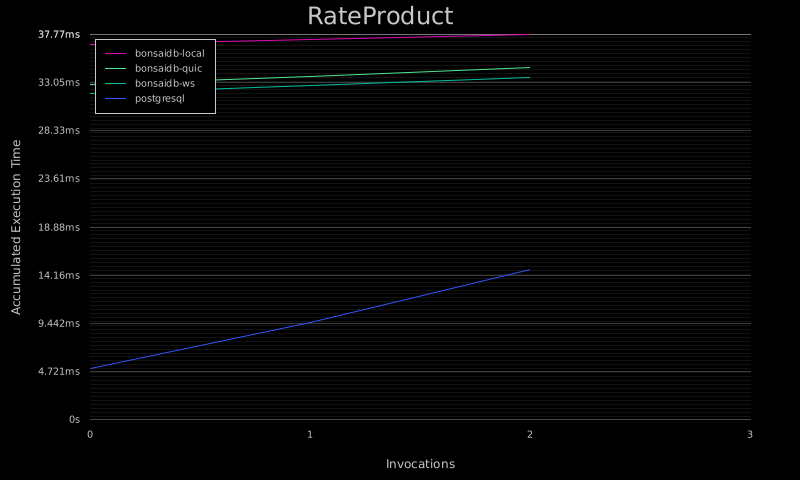 RateProduct
37.77ms
33.05ms
28.33ms
23.61ms
18.88ms
14.16ms
9.442ms
4.721ms
0s
bonsaidb-local
bonsaidb-quic
bonsaidb-ws
postgresql
Accumulated Execution Time
0 1 2 3
Invocations